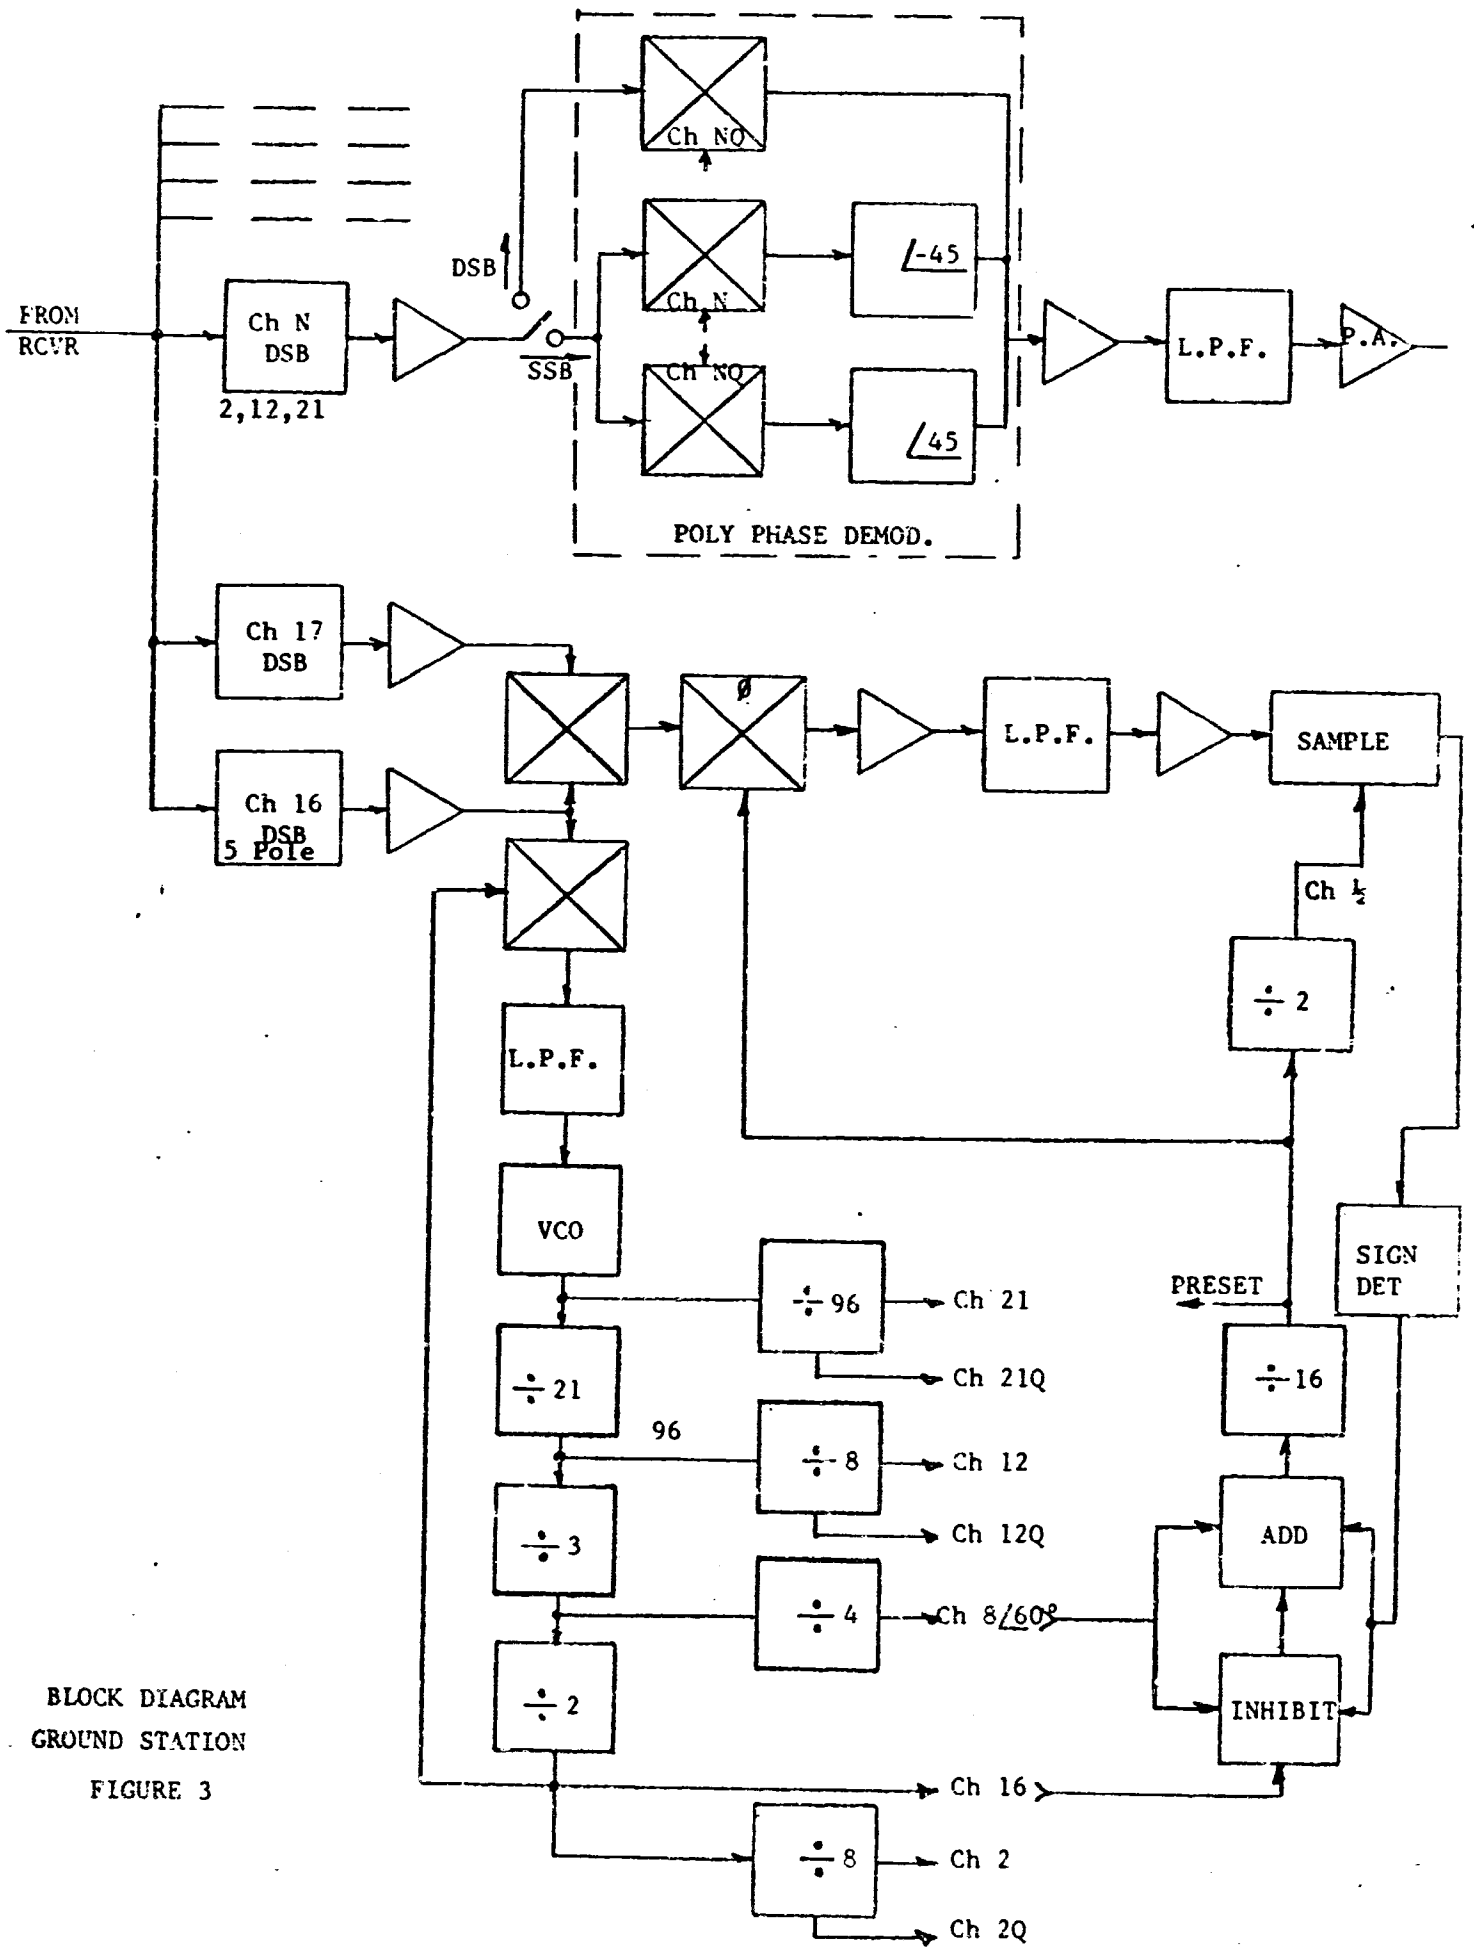 Ch NQ
DSB
∠-45
Ch N
FROM
RCVR
Ch N
DSB
2,12,21
SSB
Ch NQ
L.P.F.
P.A.
∠45
POLY PHASE DEMOD.
Ch 17
DSB
Ø
L.P.F.
SAMPLE
Ch 16
DSB
5 Pole
Ch ½
÷ 2
L.P.F.
VCO
SIGN
DET
PRESET
÷ 96
Ch 21
Ch 21Q
÷ 21
÷ 16
96
÷ 8
Ch 12
Ch 12Q
÷ 3
ADD
÷ 4
Ch 8∠60°
÷ 2
INHIBIT
BLOCK DIAGRAM
GROUND STATION
FIGURE 3
Ch 16
÷ 8
Ch 2
Ch 2Q